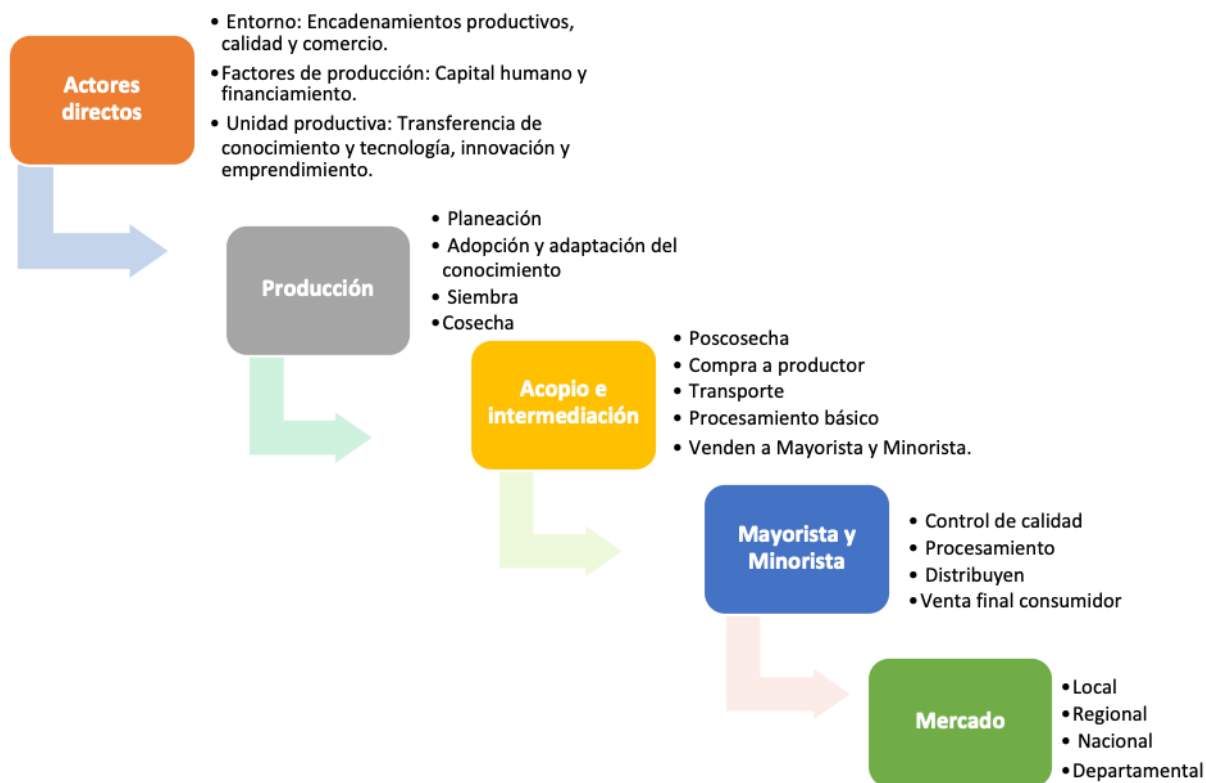 Actores
directos
• Entorno: Encadenamientos productivos,
calidad y comercio.
•Factores de producción: Capital humano y
financiamiento.
• Unidad productiva: Transferencia de
conocimiento y tecnología, innovación y
emprendimiento.
Producción
• Planeación
• Adopción y adaptación del
conocimiento
• Siembra
•Cosecha
Acopio e
intermediación
• Poscosecha
• Compra a productor
• Transporte
• Procesamiento básico
• Venden a Mayorista y Minorista.
Mayorista y
Minorista
• Control de calidad
• Procesamiento
• Distribuyen
•Venta final consumidor
Mercado
•Local
•Regional
• Nacional
•Departamental